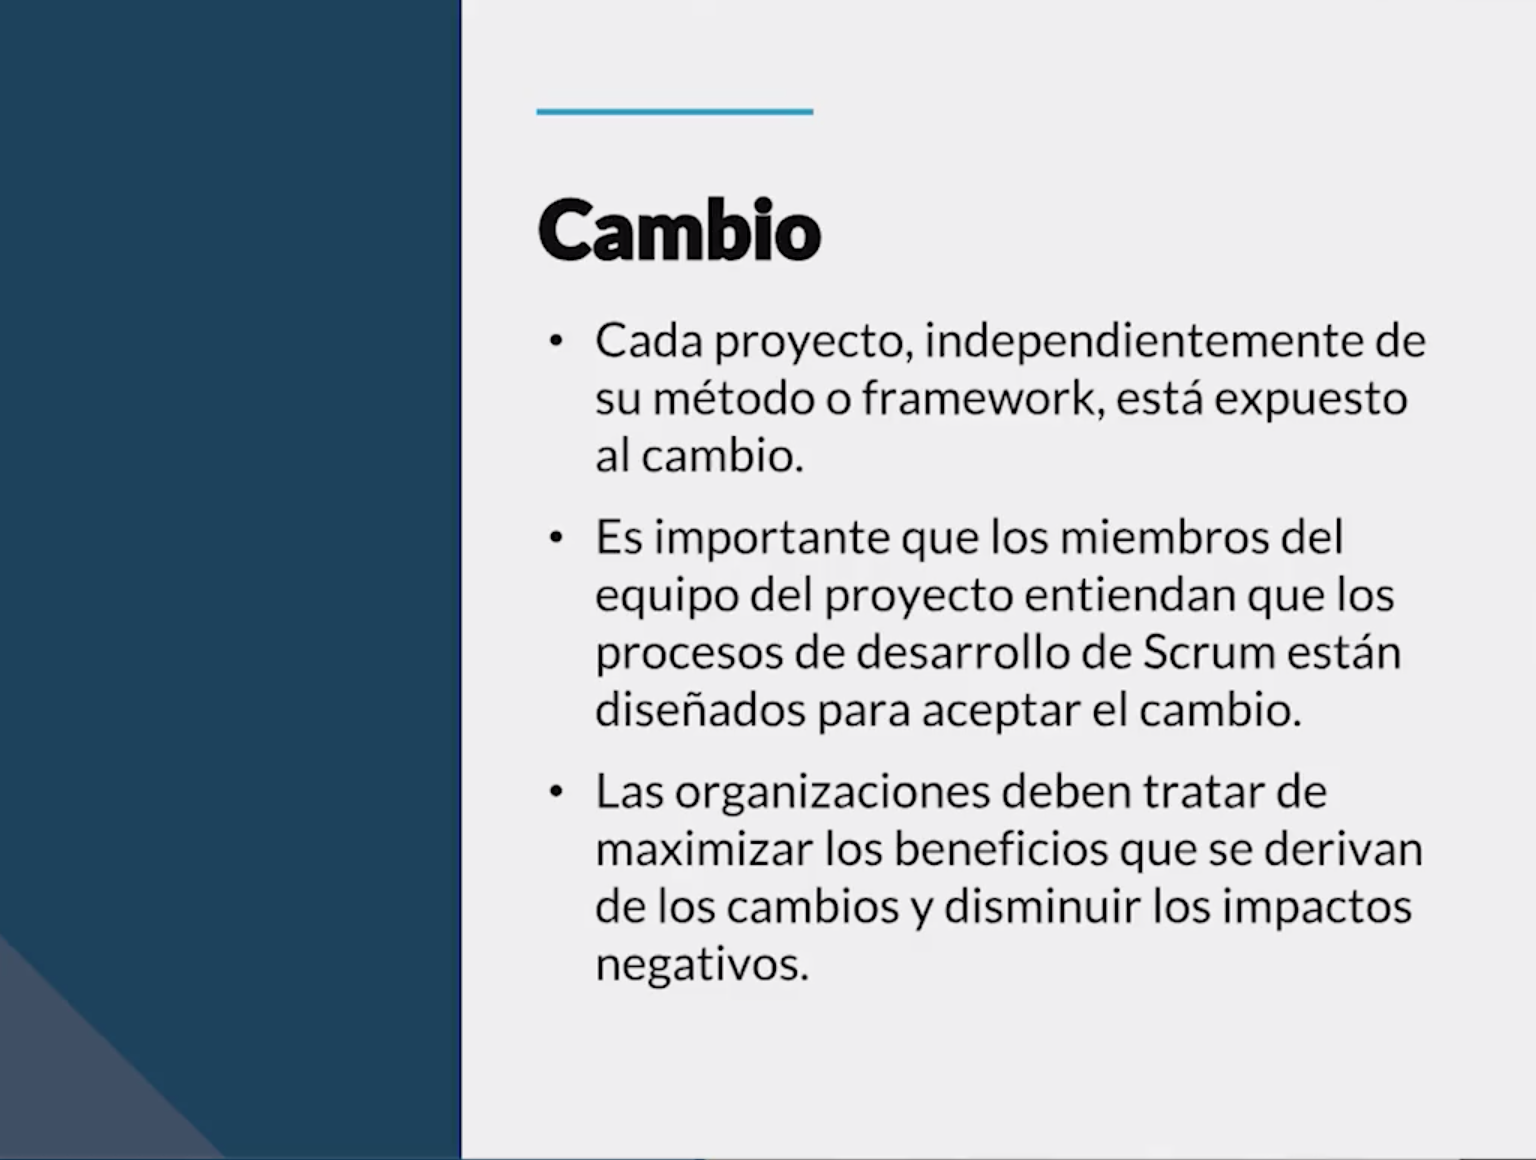 Cambio
• Cada proyecto, independientemente de
su método o framework, está expuesto
al cambio.
• Es importante que los miembros del
equipo del proyecto entiendan que los
procesos de desarrollo de Scrum están
diseñados para aceptar el cambio.
• Las organizaciones deben tratar de
maximizar los beneficios que se derivan
de los cambios y disminuir los impactos
negativos.